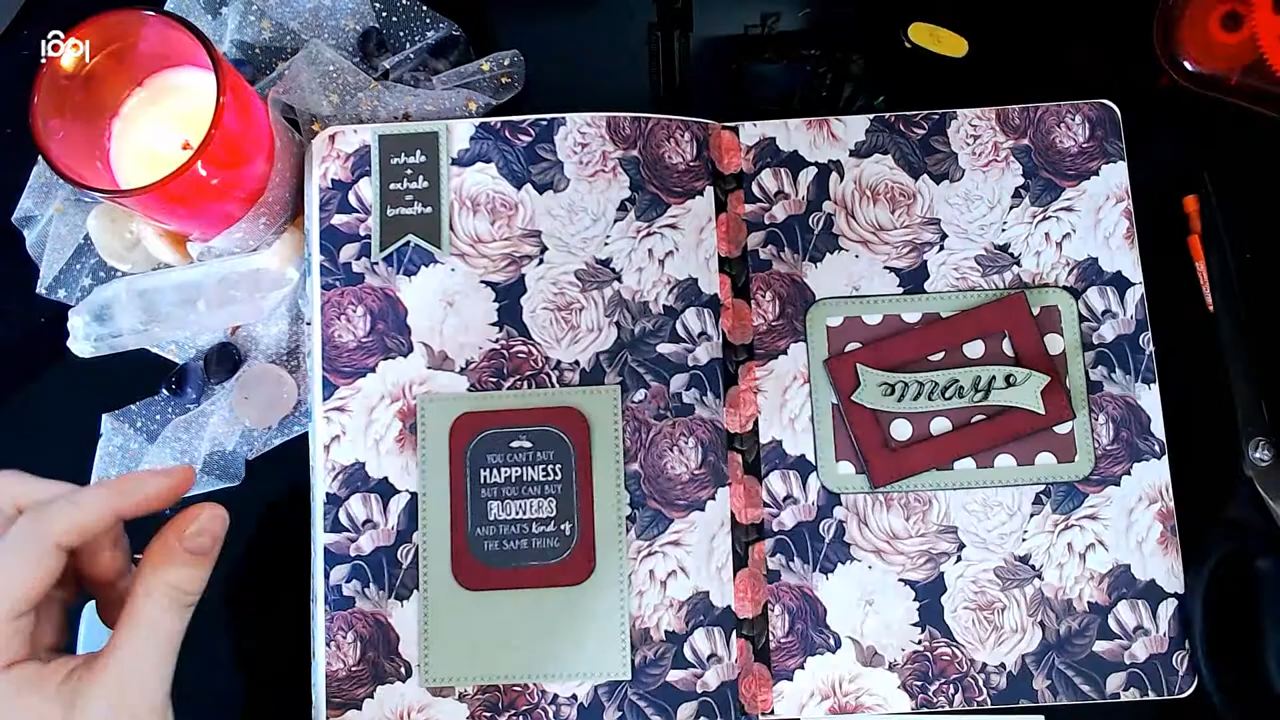 logi
inhale
+
exhale
=
breathe
YOU CAN'T BUY
HAPPINESS
BUT YOU CAN BUY
FLOWERS
AND THAT'S kind of
THE SAME THING